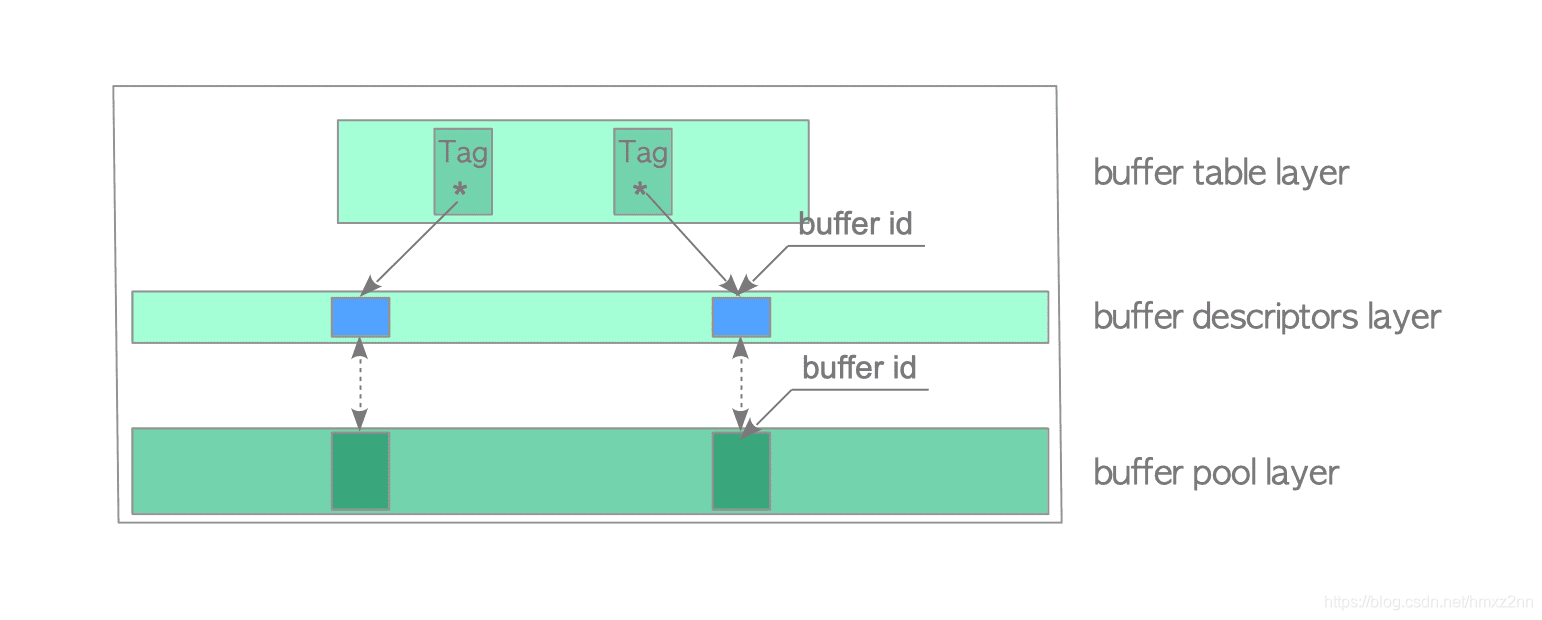 Tag Tag
* *
buffer table layer
buffer id
buffer descriptors layer
buffer id
buffer pool layer
https://blog.csdn.net/hmxz2nn